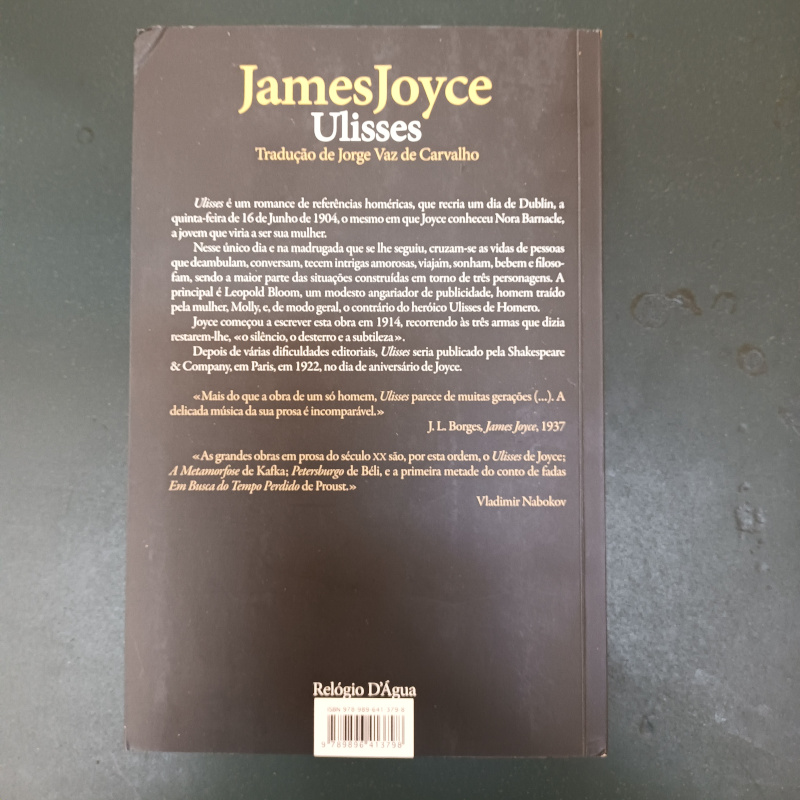 JamesJoyce
Ulisses
Tradução de Jorge Vaz de Carvalho
Ulisses é um romance de referências homéricas, que recria um dia de Dublin, a
quinta-feira de 16 de Junho de 1904, o mesmo em que Joyce conheceu Nora Barnacle,
a jovem que viria a ser sua mulher.
Nesse único dia e na madrugada que se lhe seguiu, cruzam-se as vidas de pessoas
que deambulam, conversam, tecem intrigas amorosas, viajam, sonham, bebem e filoso-
fam, sendo a maior parte das situações construídas em torno de três personagens. A
principal é Leopold Bloom, um modesto angariador de publicidade, homem traído
pela mulher, Molly, e, de modo geral, o contrário do heróico Ulisses de Homero.
Joyce começou a escrever esta obra em 1914, recorrendo às três armas que dizia
restarem-lhe, «o silêncio, o desterro e a subtileza».
Depois de várias dificuldades editoriais, Ulisses seria publicado pela Shakespeare
& Company, em Paris, em 1922, no dia de aniversário de Joyce.
«Mais do que a obra de um só homem, Ulisses parece de muitas gerações (...). A
delicada música da sua prosa é incomparável.»
J. L. Borges, James Joyce, 1937
«As grandes obras em prosa do século XX são, por esta ordem, o Ulisses de Joyce;
A Metamorfose de Kafka; Petersburgo de Béli, e a primeira metade do conto de fadas
Em Busca do Tempo Perdido de Proust.»
Vladimir Nabokov
Relógio D'Água
ISBN 978-989-641-379-8
9 789896 413798